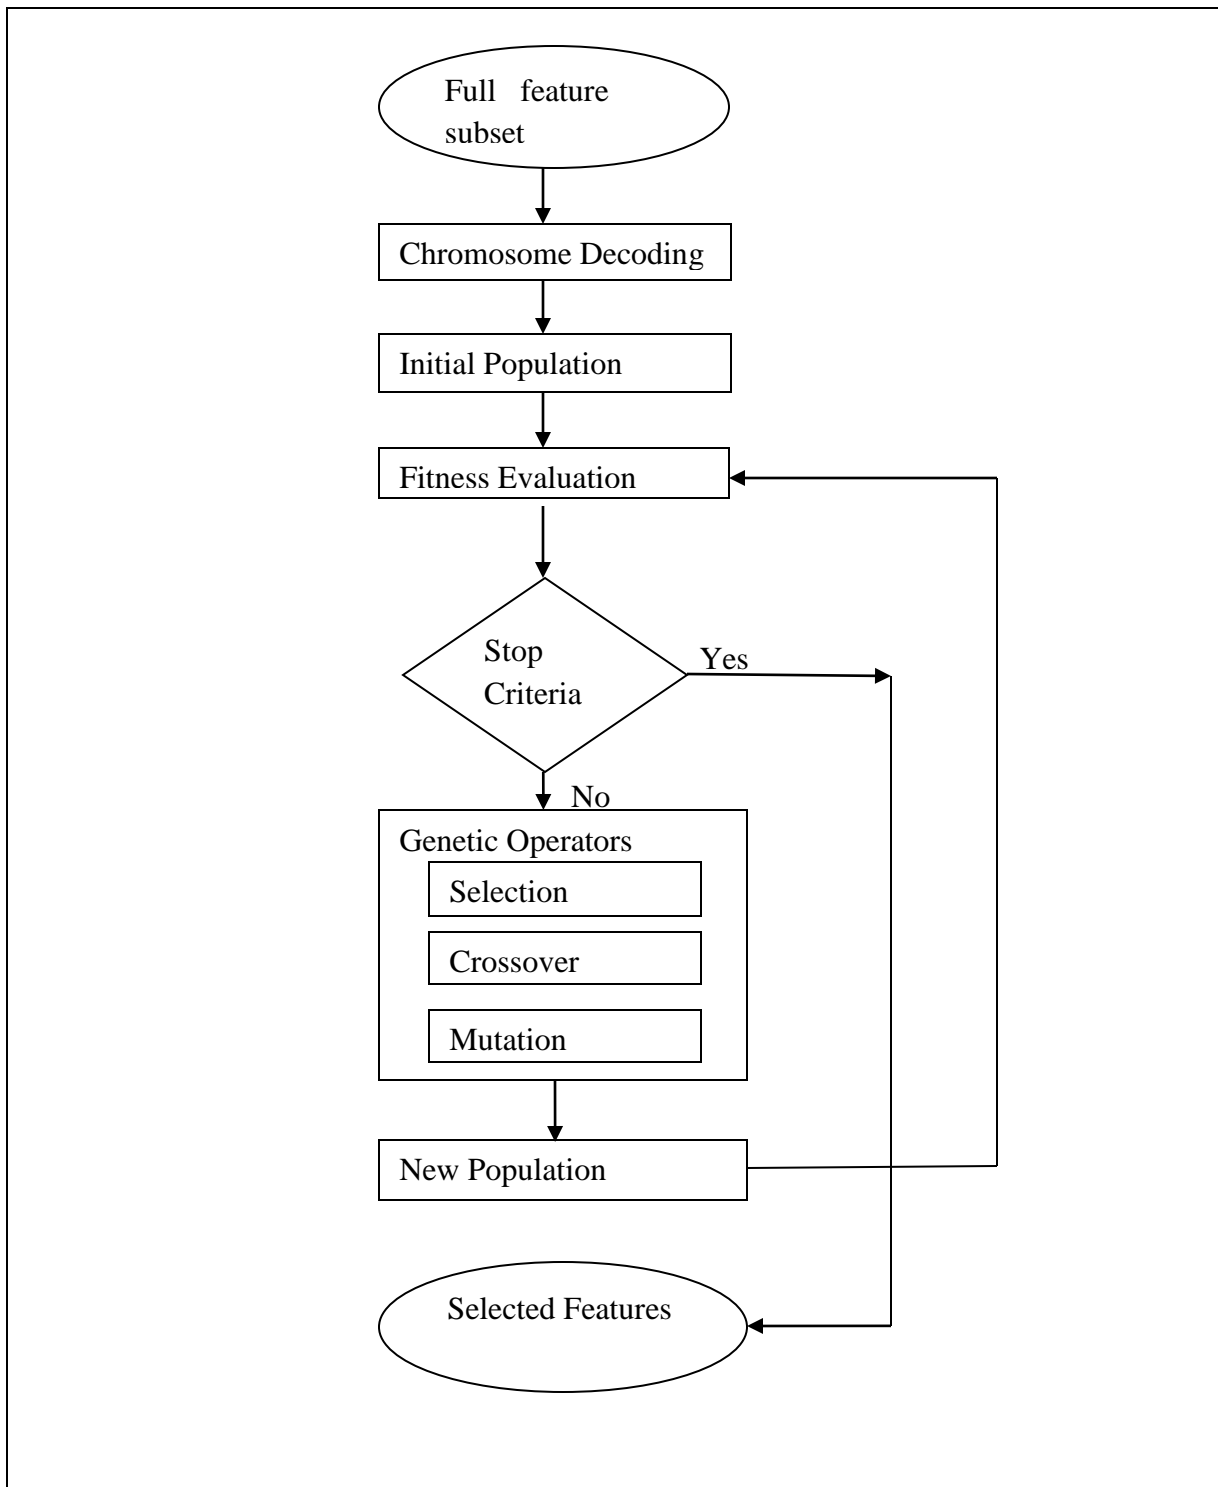 Full feature
subset
Chromosome Decoding
Initial Population
Fitness Evaluation
Stop
Criteria
Yes
No
Genetic Operators
Selection
Crossover
Mutation
New Population
Selected Features